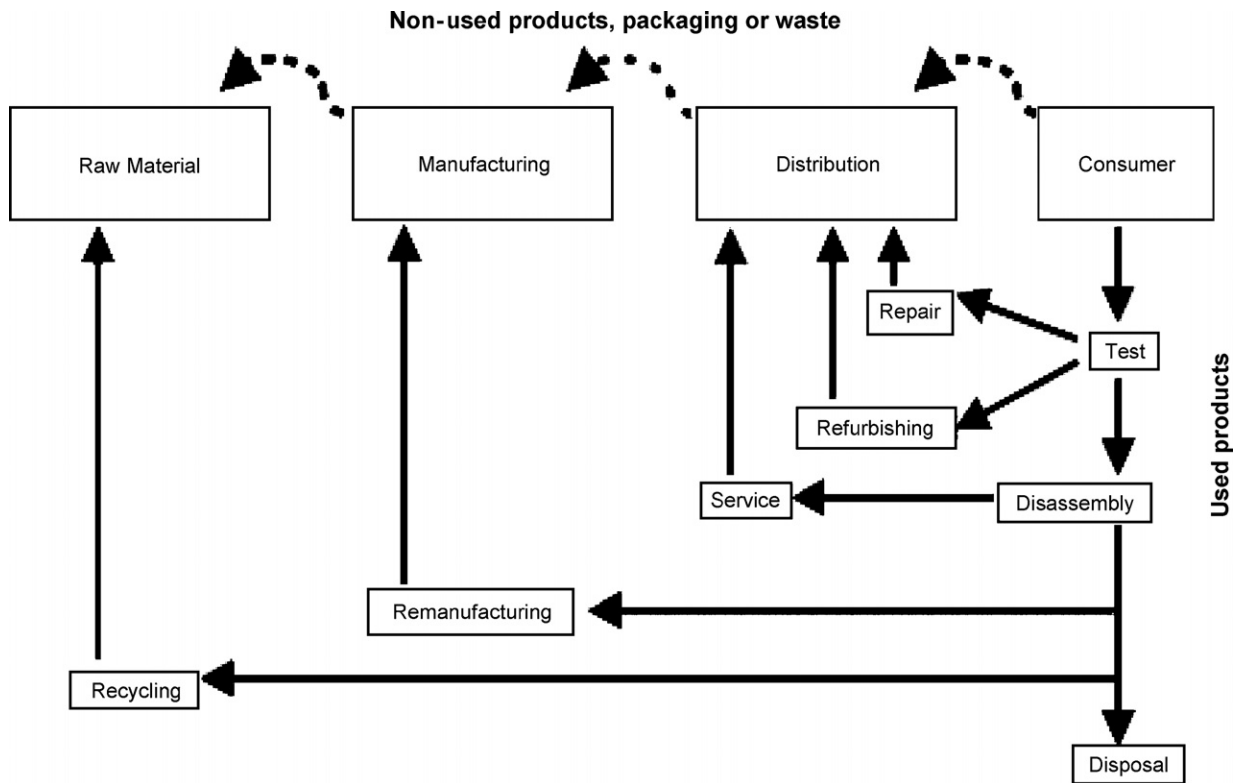 Non-used products, packaging or waste
Raw Material
Manufacturing
Distribution
Consumer
Repair
Test
Refurbishing
Service
Disassembly
Used products
Remanufacturing
Recycling
Disposal